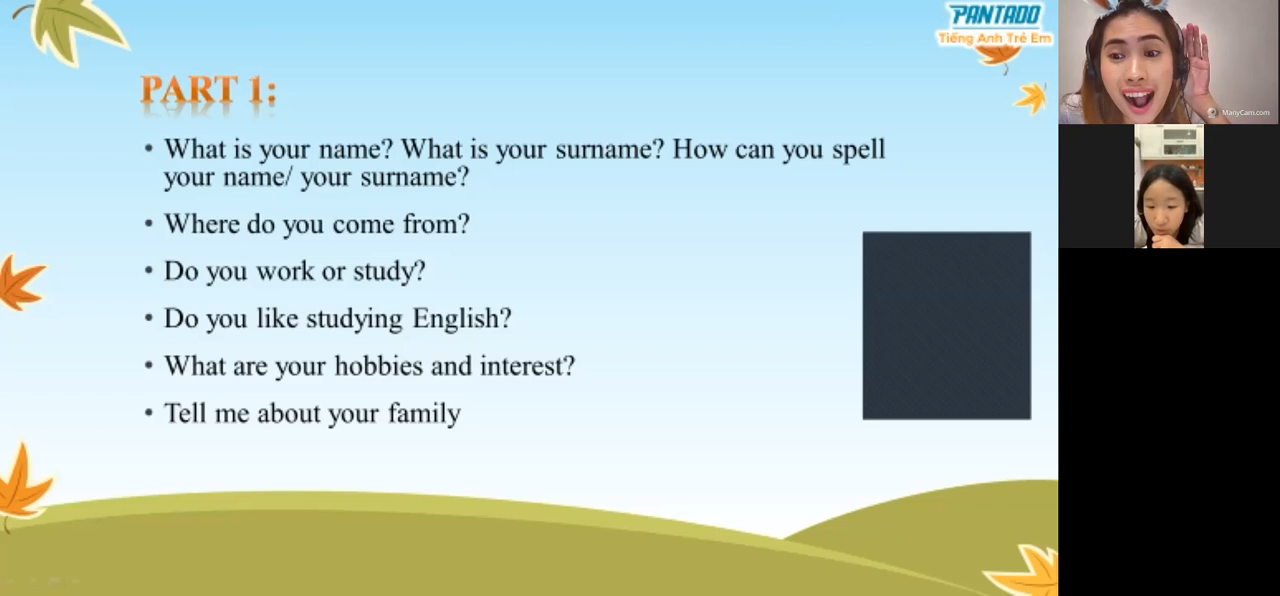 PANTADO
Tiếng Anh Trẻ Em
PART 1:
• What is your name? What is your surname? How can you spell
your name/ your surname?
• Where do you come from?
• Do you work or study?
• Do you like studying English?
• What are your hobbies and interest?
• Tell me about your family
ManyCam.com